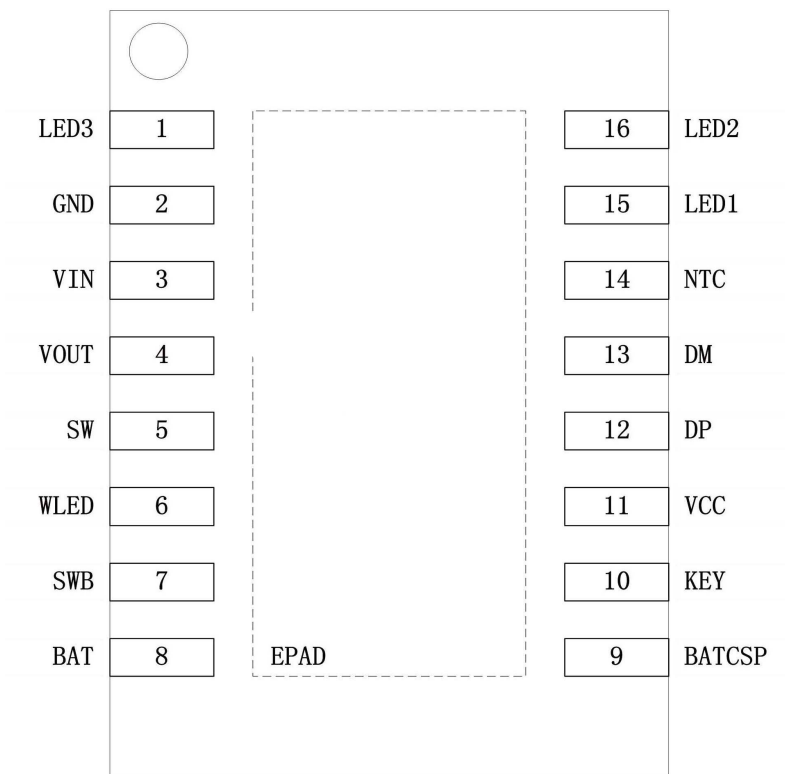 LED3 1 16 LED2
GND 2 15 LED1
VIN 3 14 NTC
VOUT 4 13 DM
SW 5 12 DP
WLED 6 11 VCC
SWB 7 10 KEY
BAT 8 EPAD 9 BATCSP